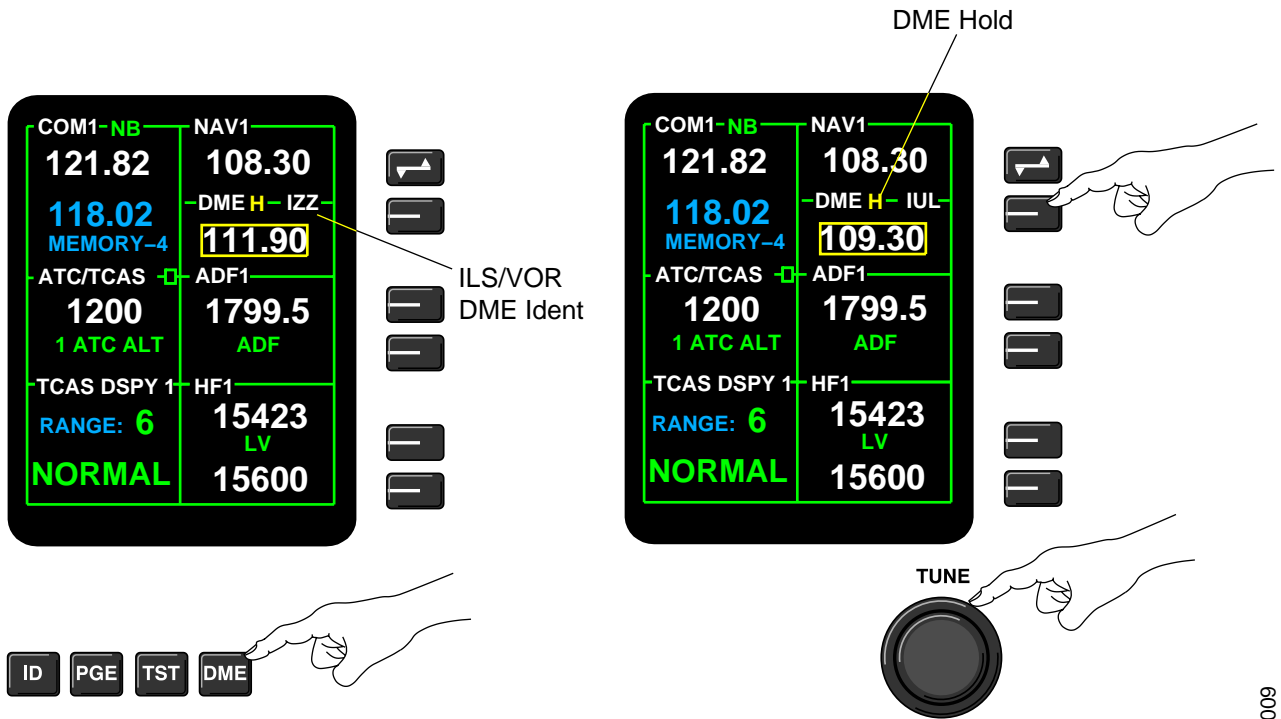 DME Hold
COM1 NB NAV1
121.82 108.30
DME H IZZ
118.02
MEMORY–4 111.90
ATC/TCAS ADF1
1200 1799.5
1 ATC ALT ADF
TCAS DSPY 1 HF1
RANGE: 6 15423
LV
NORMAL 15600
ILS/VOR
DME Ident
COM1 NB NAV1
121.82 108.30
DME H IUL
118.02
MEMORY–4 109.30
ATC/TCAS ADF1
1200 1799.5
1 ATC ALT ADF
TCAS DSPY 1 HF1
RANGE: 6 15423
LV
NORMAL 15600
ID PGE TST DME
TUNE